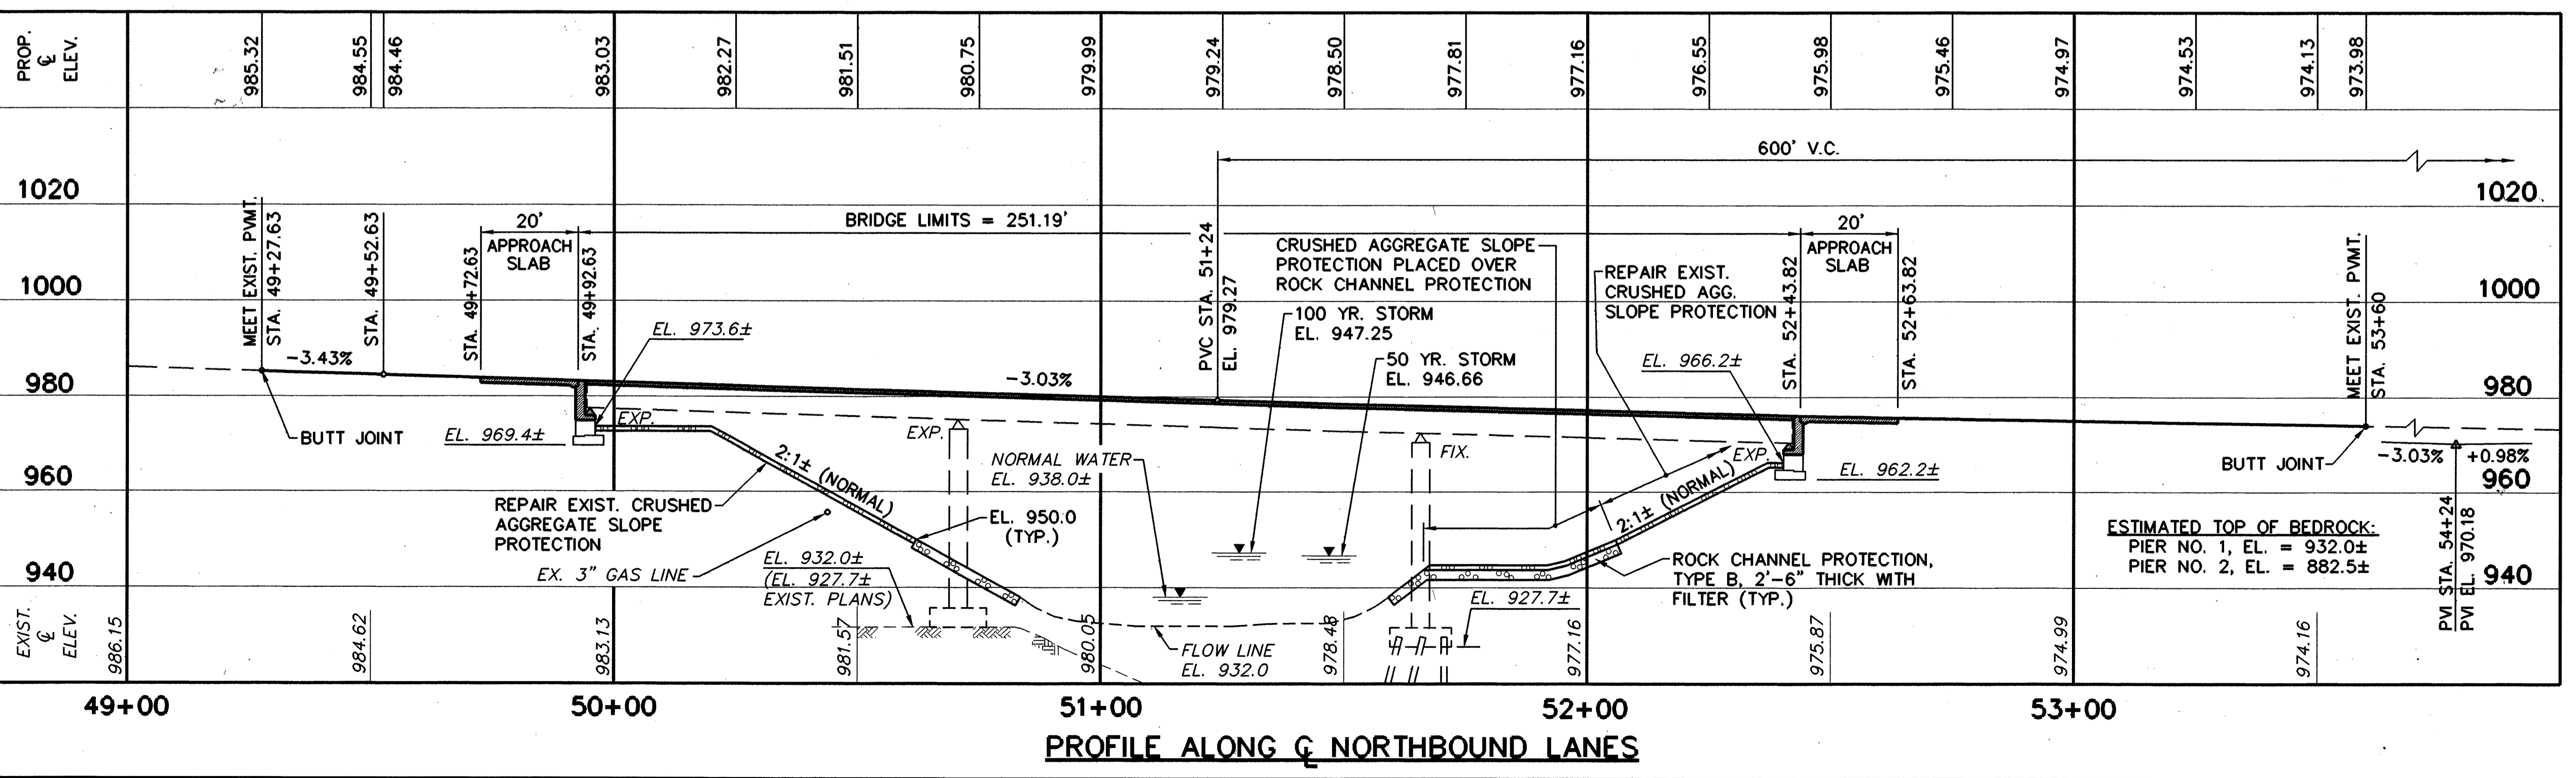 PROP.
℄
ELEV.
985.32
984.55
984.46
983.03
982.27
981.51
980.75
979.99
979.24
978.50
977.81
977.16
976.55
975.98
975.46
974.97
974.53
974.13
973.98
600' V.C.
1020
1020
MEET EXIST. PVMT.
STA. 49+27.63
STA. 49+52.63
STA. 49+72.63
20'
APPROACH
SLAB
STA. 49+92.63
BRIDGE LIMITS = 251.19'
PVC STA. 51+24
EL. 979.27
CRUSHED AGGREGATE SLOPE
PROTECTION PLACED OVER
ROCK CHANNEL PROTECTION
REPAIR EXIST.
CRUSHED AGG.
SLOPE PROTECTION
STA. 52+43.82
20'
APPROACH
SLAB
STA. 52+63.82
MEET EXIST. PVMT.
STA. 53+60
1000
1000
100 YR. STORM
EL. 947.25
50 YR. STORM
EL. 946.66
EL. 973.6±
EL. 966.2±
-3.43%
-3.03%
980
980
BUTT JOINT
EL. 969.4±
EXP.
EXP.
FIX.
EXP.
EL. 962.2±
BUTT JOINT
-3.03%
+0.98%
960
960
2:1± (NORMAL)
NORMAL WATER
EL. 938.0±
2:1± (NORMAL)
REPAIR EXIST. CRUSHED
AGGREGATE SLOPE
PROTECTION
EL. 950.0
(TYP.)
EX. 3" GAS LINE
EL. 932.0±
(EL. 927.7±
EXIST. PLANS)
ROCK CHANNEL PROTECTION,
TYPE B, 2'-6" THICK WITH
FILTER (TYP.)
ESTIMATED TOP OF BEDROCK:
PIER NO. 1, EL. = 932.0±
PIER NO. 2, EL. = 882.5±
PVI STA. 54+24
PVI EL. 970.18
940
940
EL. 927.7±
FLOW LINE
EL. 932.0
EXIST.
℄
ELEV.
986.15
984.62
983.13
981.57
980.05
978.48
977.16
975.87
974.99
974.16
49+00
50+00
51+00
52+00
53+00
PROFILE ALONG ℄ NORTHBOUND LANES